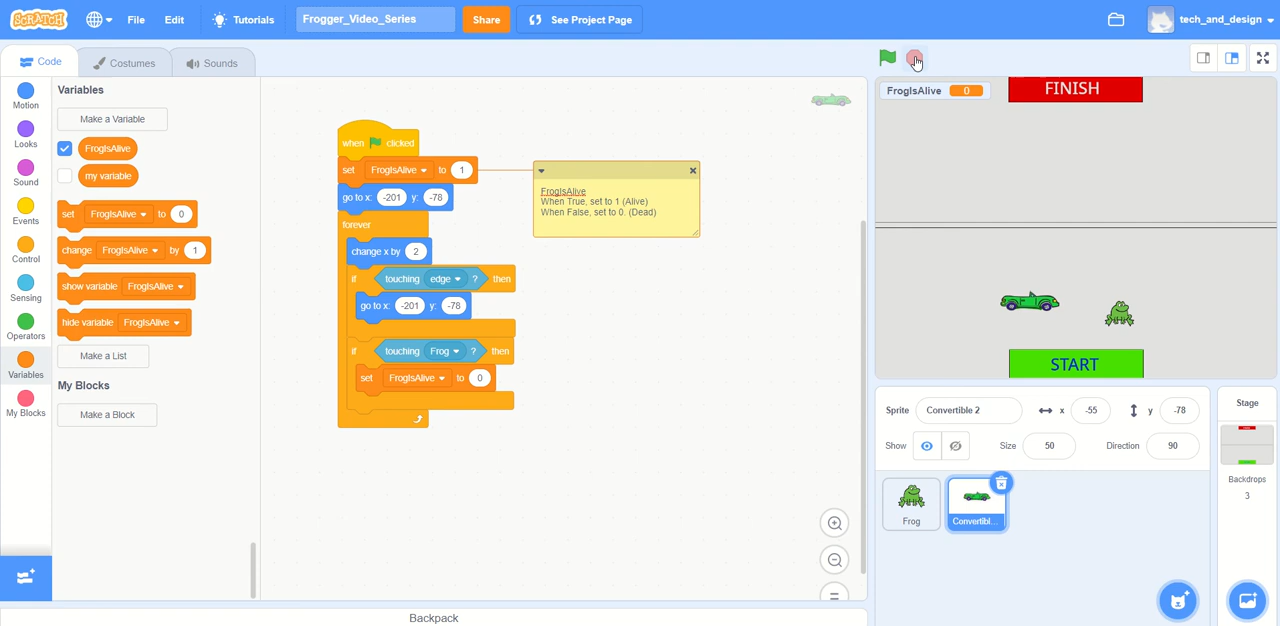 SCRATCH
File
Edit
Tutorials
Frogger_Video_Series
Share
See Project Page
tech_and_design
Code
Costumes
Sounds
Motion
Looks
Sound
Events
Control
Sensing
Operators
Variables
My Blocks
Variables
Make a Variable
FrogIsAlive
my variable
set FrogIsAlive to 0
change FrogIsAlive by 1
show variable FrogIsAlive
hide variable FrogIsAlive
Make a List
My Blocks
Make a Block
when clicked
set FrogIsAlive to 1
go to x: -201 y: -78
forever
change x by 2
if touching edge ? then
go to x: -201 y: -78
if touching Frog ? then
set FrogIsAlive to 0
FrogIsAlive
When True, set to 1 (Alive)
When False, set to 0. (Dead)
FrogIsAlive 0
FINISH
START
Sprite Convertible 2 x -55 y -78
Show Size 50 Direction 90
Frog
Convertibl...
Stage
Backdrops
3
Backpack